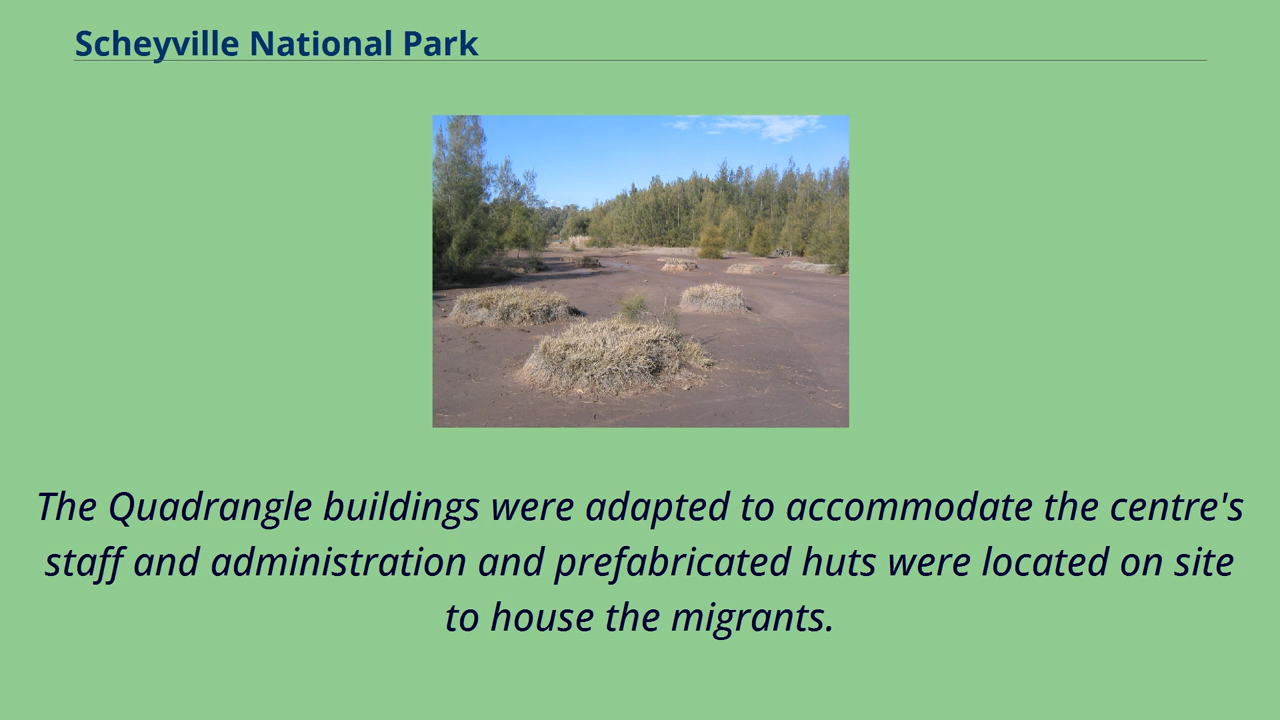 Scheyville National Park
The Quadrangle buildings were adapted to accommodate the centre's
staff and administration and prefabricated huts were located on site
to house the migrants.